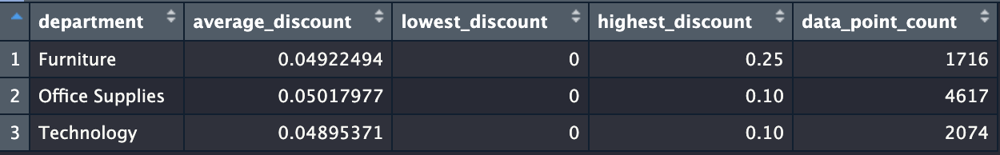 department average_discount lowest_discount highest_discount data_point_count
1 Furniture 0.04922494 0 0.25 1716
2 Office Supplies 0.05017977 0 0.10 4617
3 Technology 0.04895371 0 0.10 2074